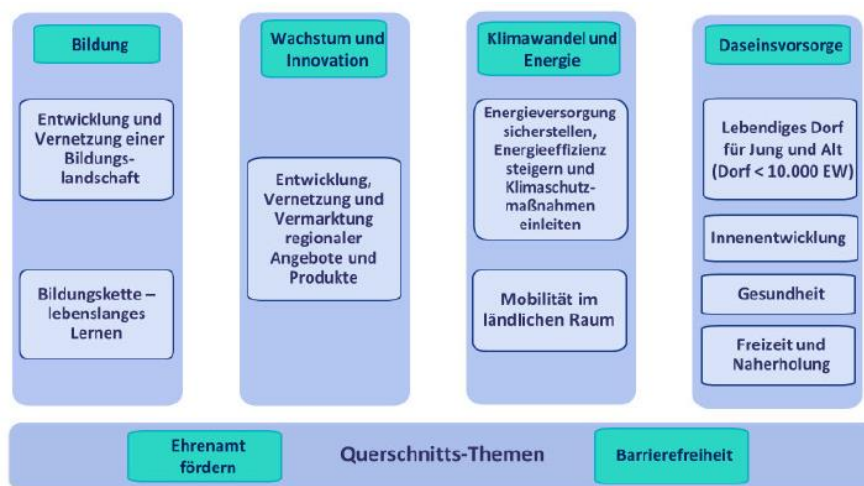 Bildung
Entwicklung und
Vernetzung einer
Bildungs-
landschaft
Bildungskette –
lebenslanges
Lernen
Wachstum und
Innovation
Entwicklung,
Vernetzung und
Vermarktung
regionaler
Angebote und
Produkte
Klimawandel und
Energie
Energieversorgung
sicherstellen,
Energieeffizienz
steigern und
Klimaschutz-
maßnahmen
einleiten
Mobilität im
ländlichen Raum
Daseinsvorsorge
Lebendiges Dorf
für Jung und Alt
(Dorf < 10.000 EW)
Innenentwicklung
Gesundheit
Freizeit und
Naherholung
Ehrenamt
fördern
Querschnitts-Themen
Barrierefreiheit